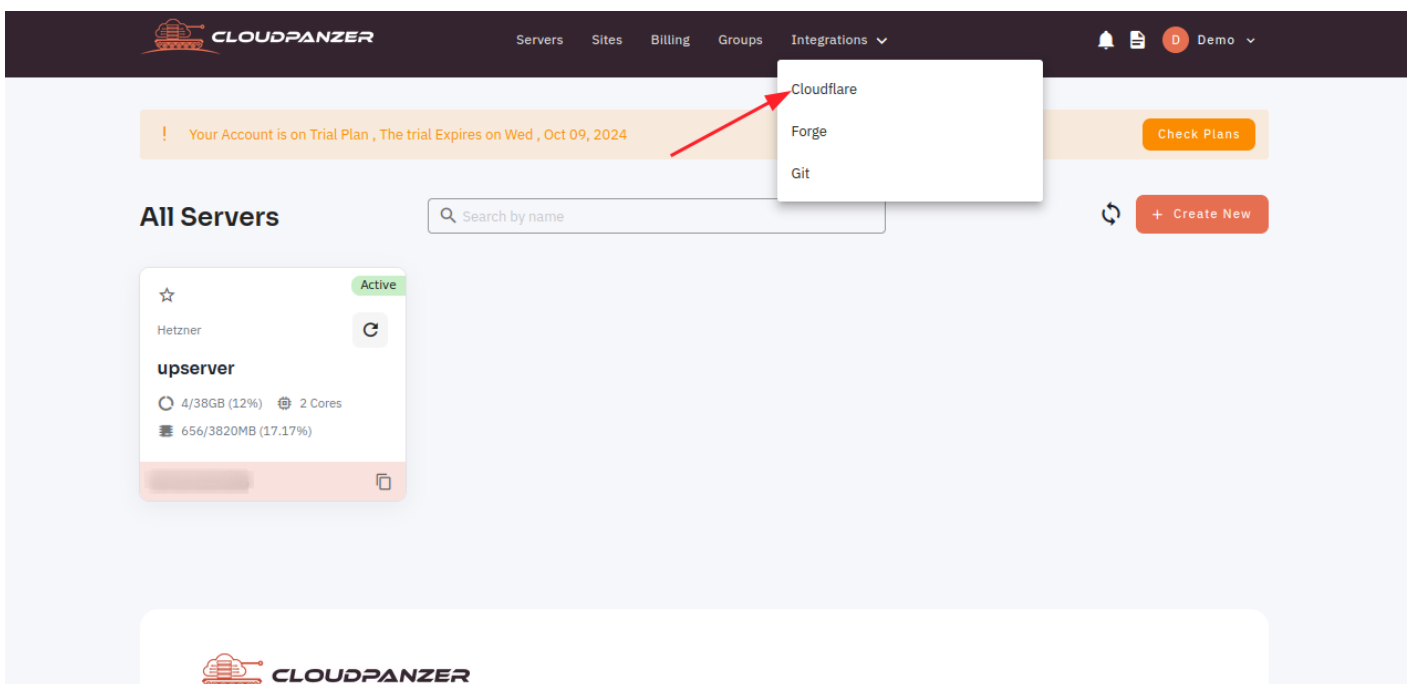 CLOUDPANZER
Servers Sites Billing Groups Integrations
D Demo
Cloudflare
Forge
Git
! Your Account is on Trial Plan , The trial Expires on Wed , Oct 09, 2024
Check Plans
All Servers
Search by name
+ Create New
Active
Hetzner
upserver
4/38GB (12%) 2 Cores
656/3820MB (17.17%)
CLOUDPANZER